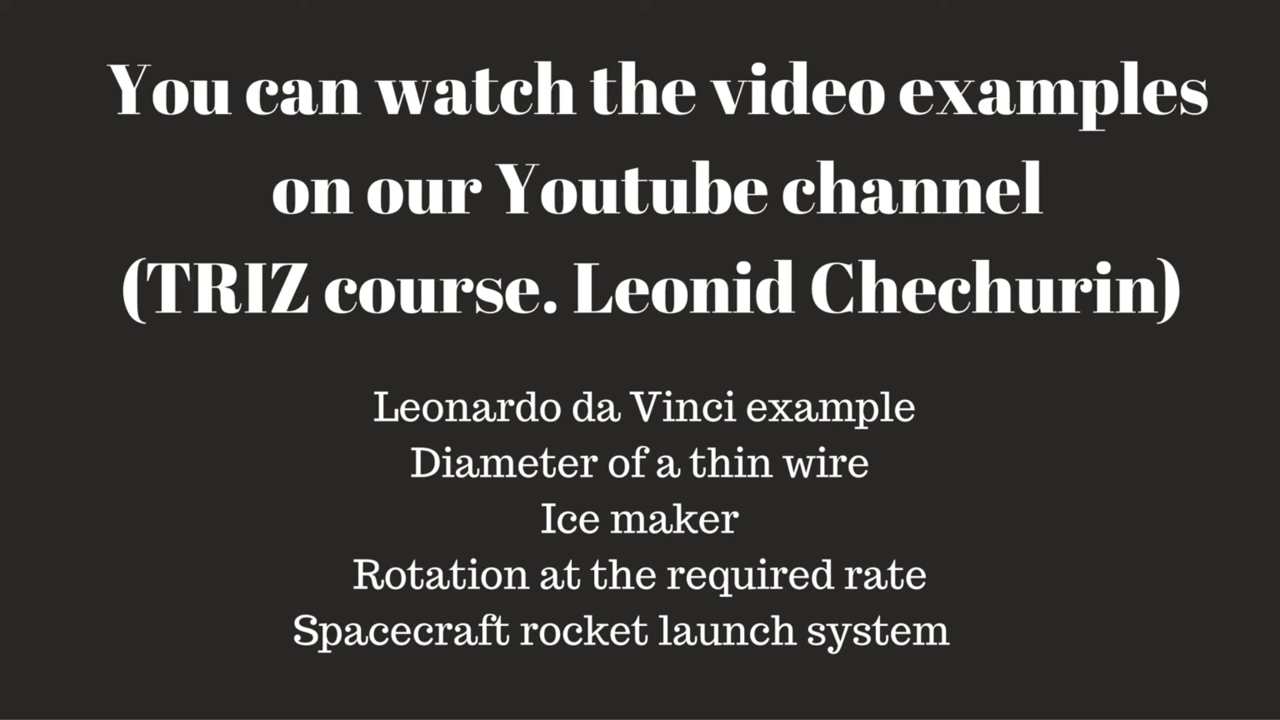 You can watch the video examples
on our Youtube channel
(TRIZ course. Leonid Chechurin)
Leonardo da Vinci example
Diameter of a thin wire
Ice maker
Rotation at the required rate
Spacecraft rocket launch system